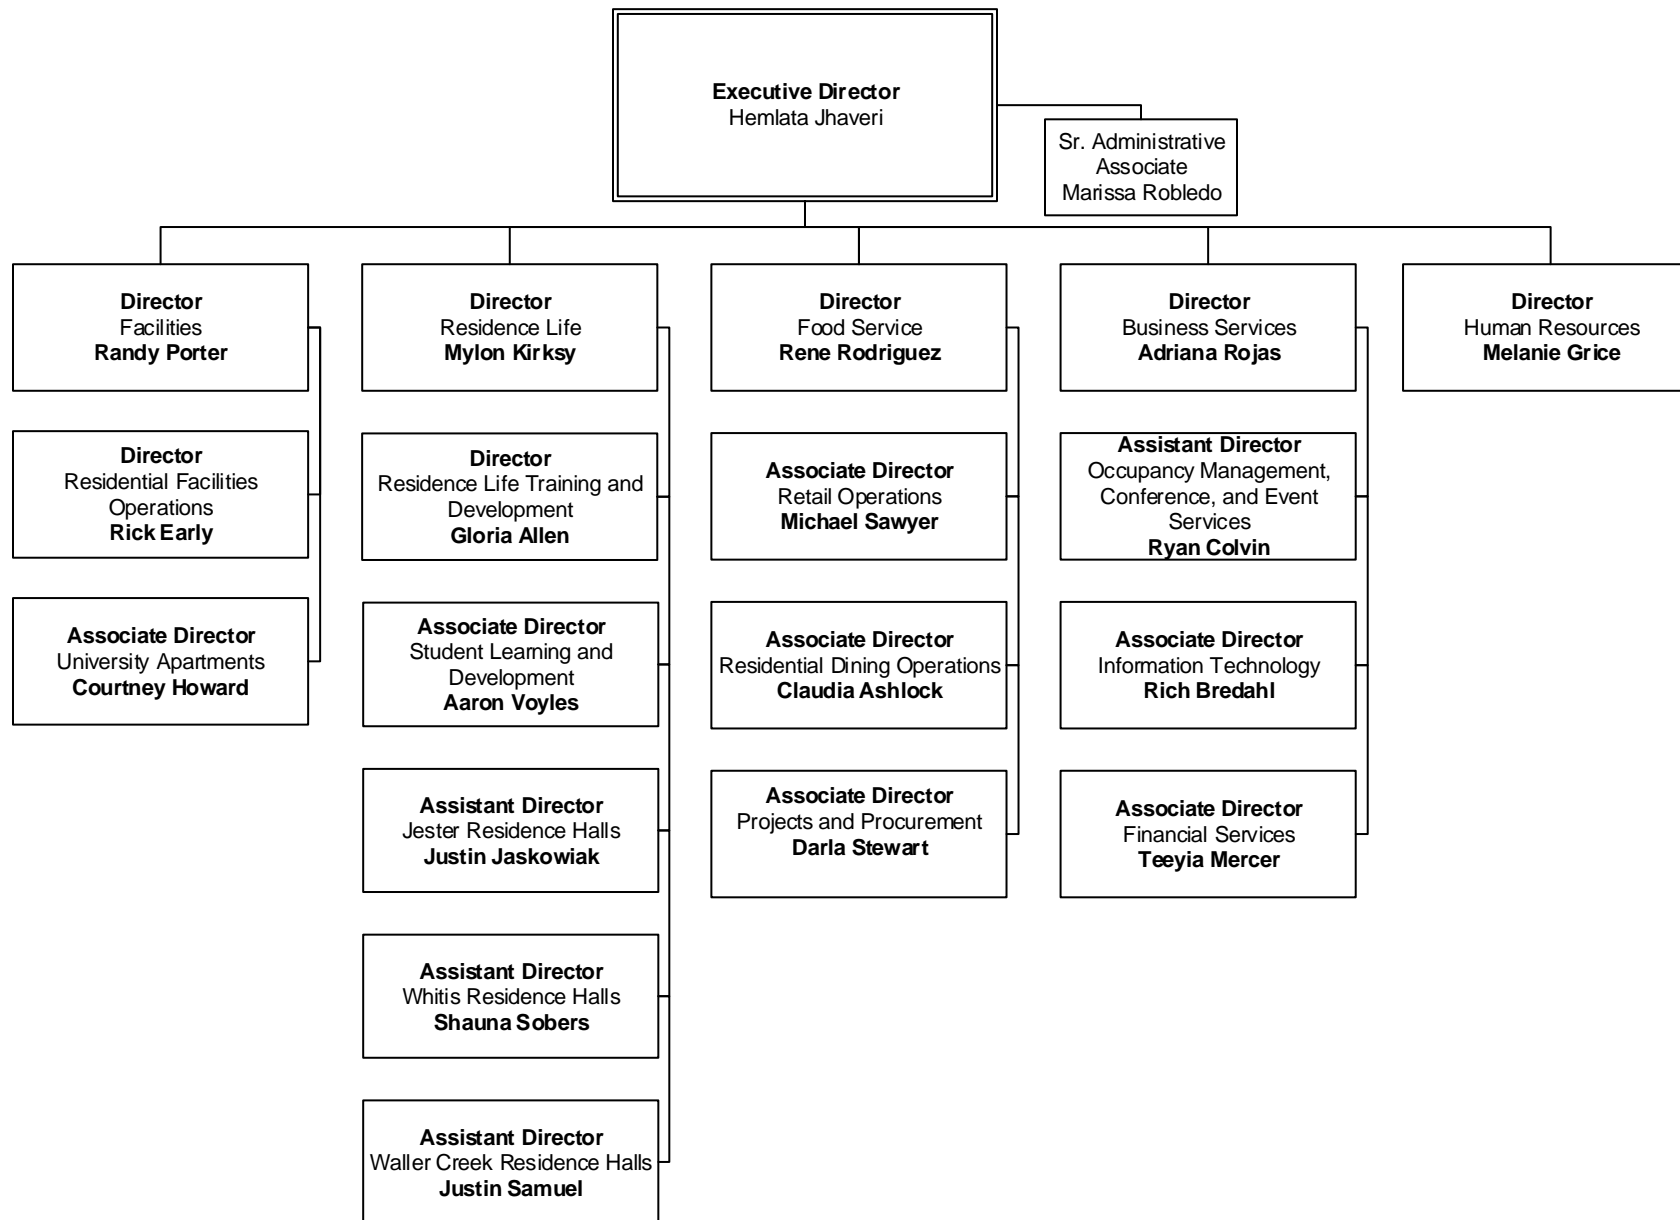 Executive Director
Hemlata Jhaveri
Sr. Administrative
Associate
Marissa Robledo
Director
Facilities
Randy Porter
Director
Residence Life
Mylon Kirksy
Director
Food Service
Rene Rodriguez
Director
Business Services
Adriana Rojas
Director
Human Resources
Melanie Grice
Director
Residential Facilities
Operations
Rick Early
Director
Residence Life Training and
Development
Gloria Allen
Associate Director
Retail Operations
Michael Sawyer
Assistant Director
Occupancy Management,
Conference, and Event
Services
Ryan Colvin
Associate Director
University Apartments
Courtney Howard
Associate Director
Student Learning and
Development
Aaron Voyles
Associate Director
Residential Dining Operations
Claudia Ashlock
Associate Director
Information Technology
Rich Bredahl
Assistant Director
Jester Residence Halls
Justin Jaskowiak
Associate Director
Projects and Procurement
Darla Stewart
Associate Director
Financial Services
Teeyia Mercer
Assistant Director
Whitis Residence Halls
Shauna Sobers
Assistant Director
Waller Creek Residence Halls
Justin Samuel